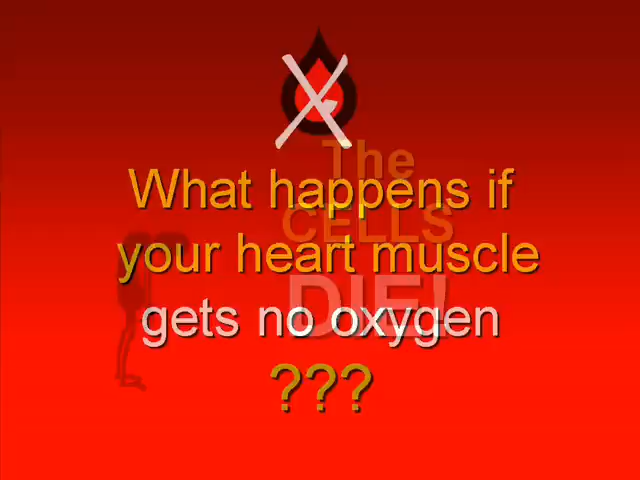 The
What happens if
CELLS
your heart muscle
DIE!
gets no oxygen
???